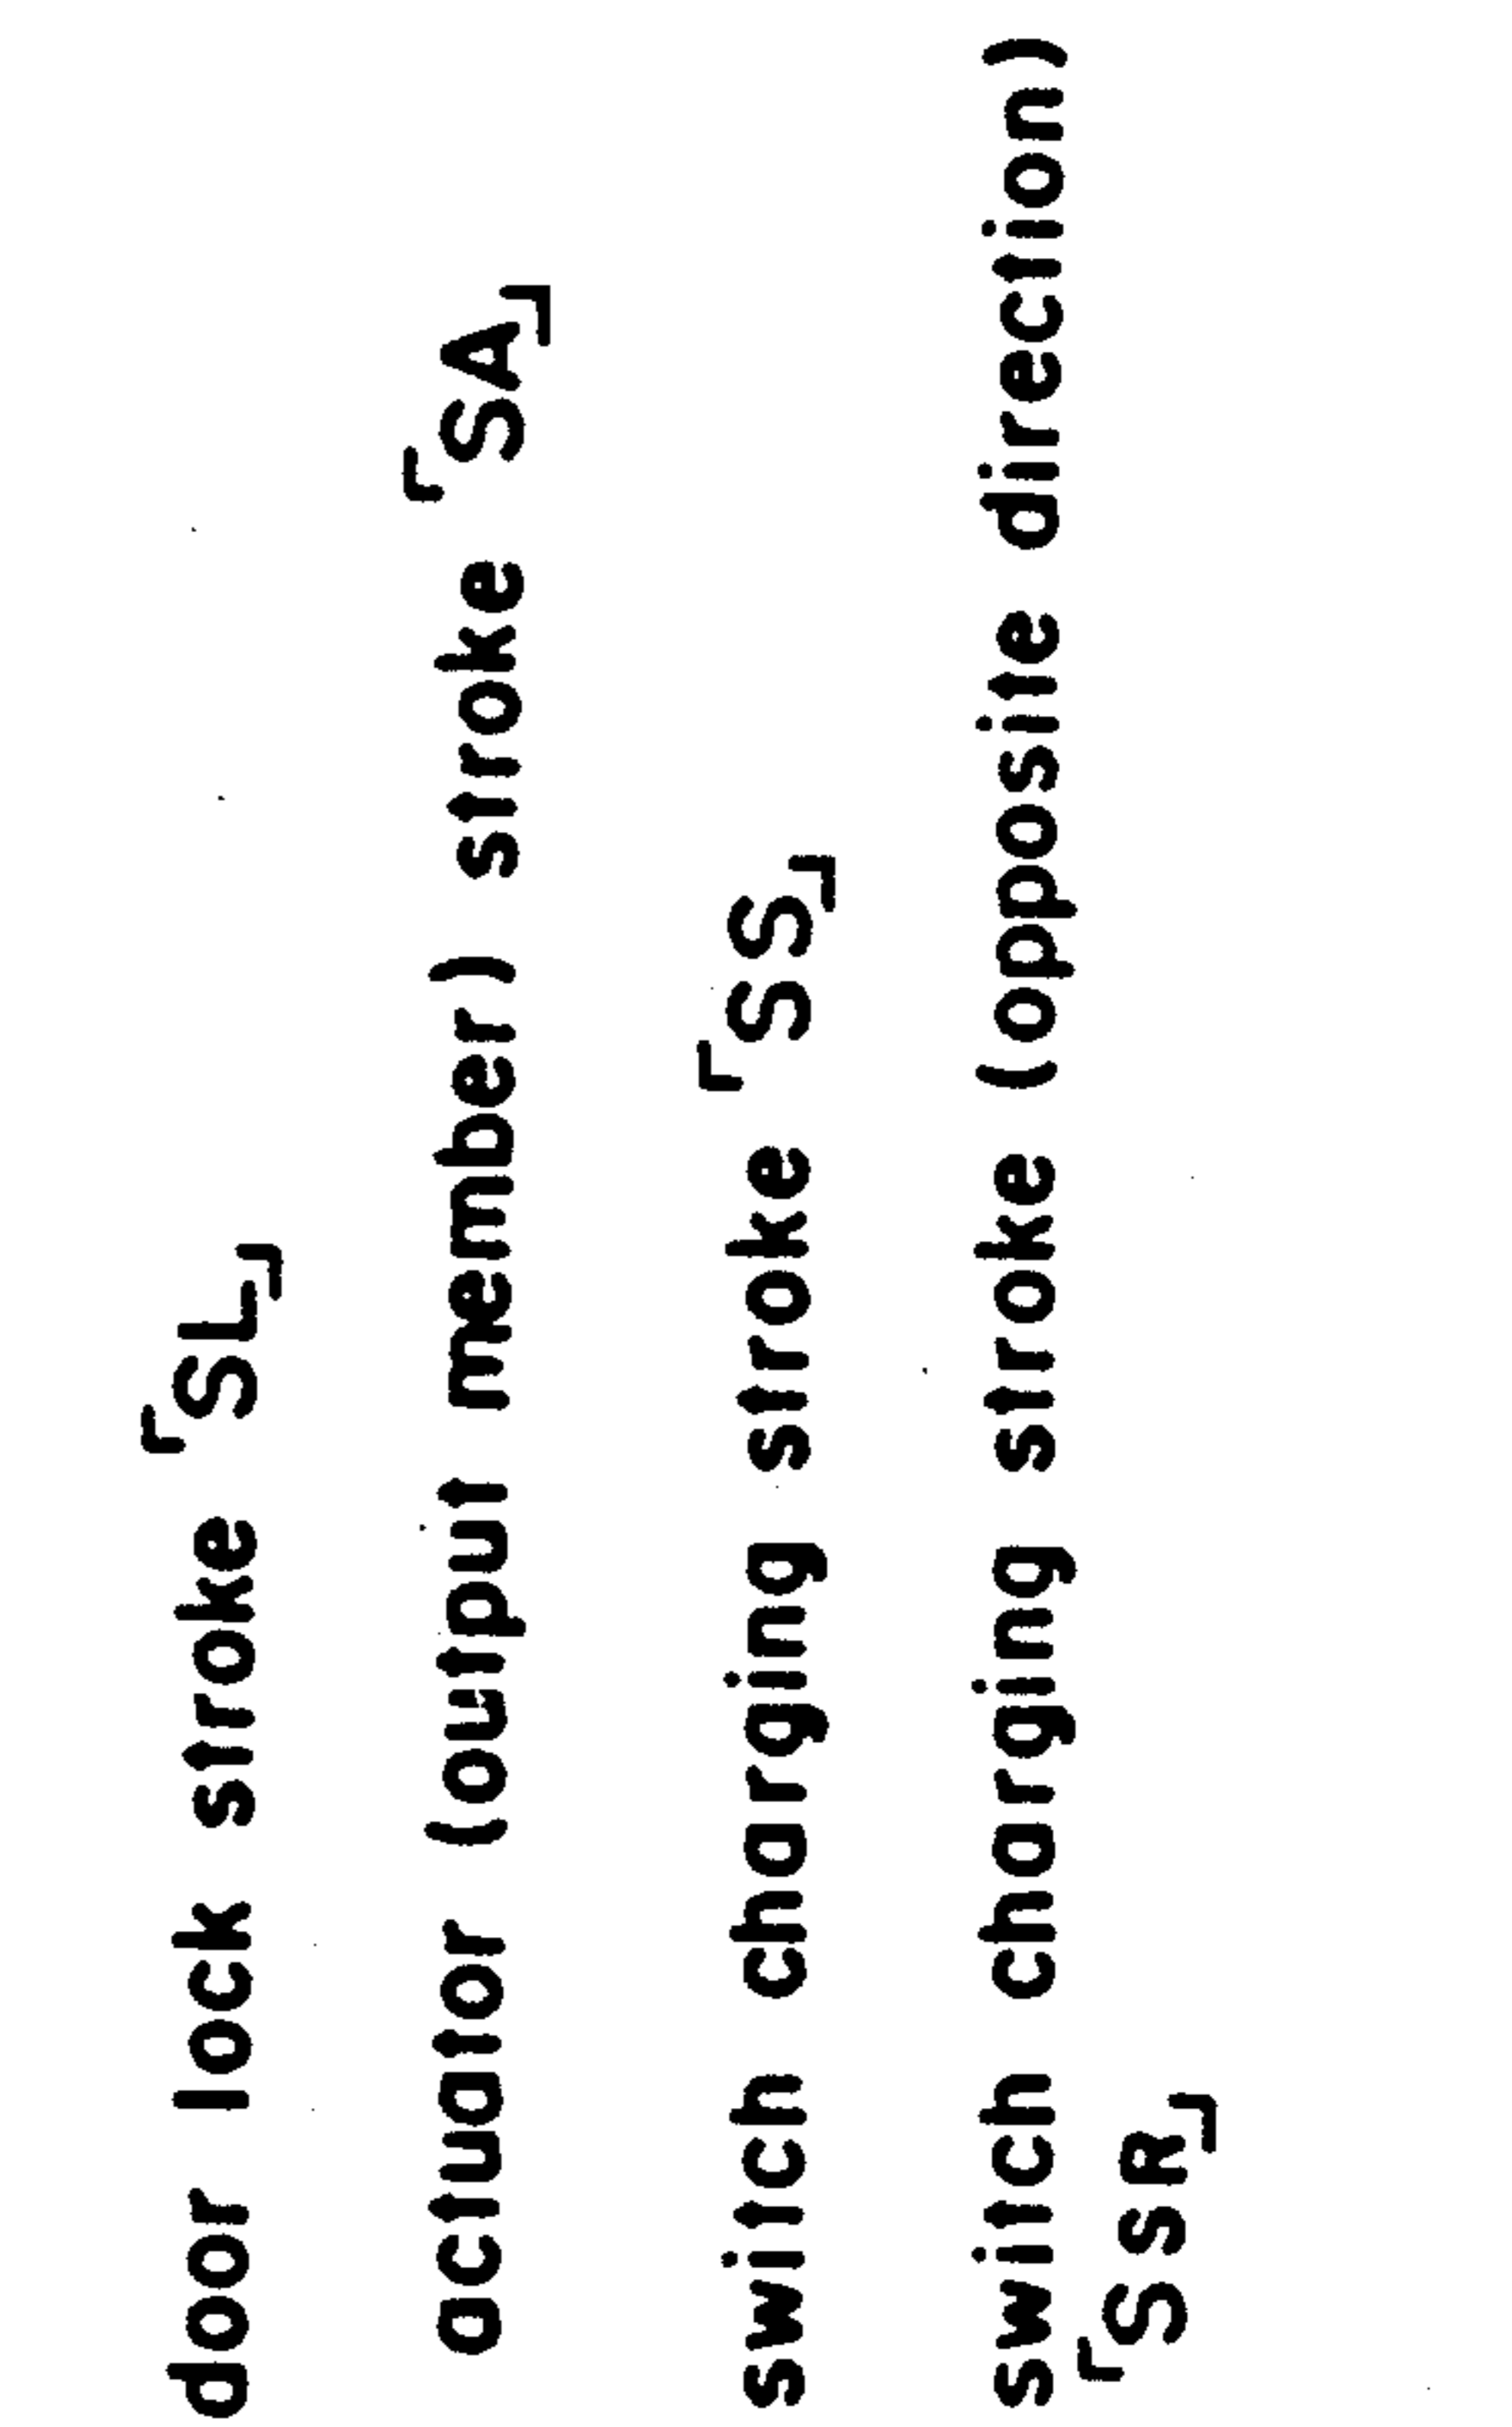 door lock stroke「SL」
actuator (output member) stroke「SA」
switch charging stroke「SS」
switch charging stroke (opposite direction)
「SsR」